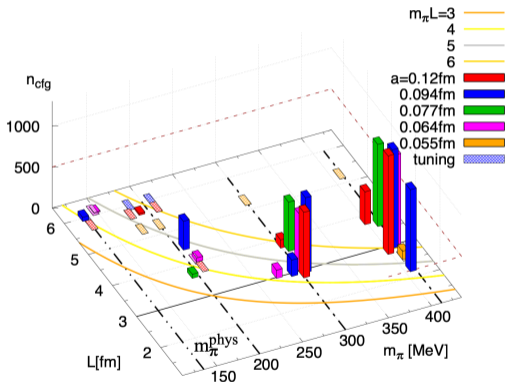 m_πL=3
4
5
6
a=0.12fm
0.094fm
0.077fm
0.064fm
0.055fm
tuning
n_cfg
1000
500
0
6
5
4
3
2
L[fm]
m_π^phys
150
200
250
300
350
400
m_π [MeV]